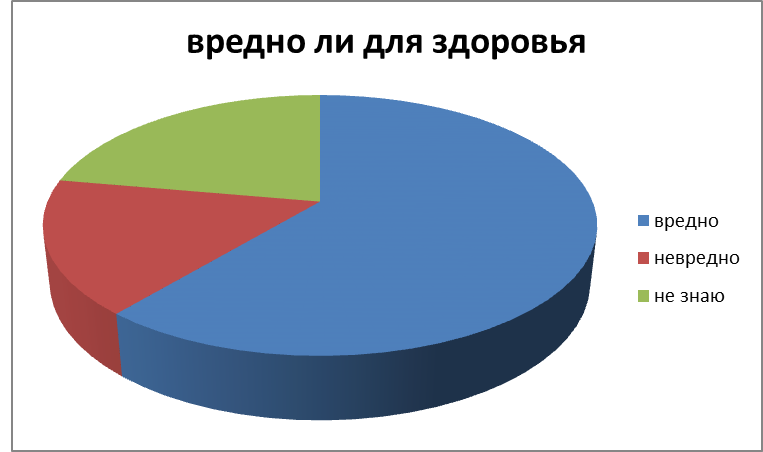 вредно ли для здоровья
вредно
невредно
не знаю